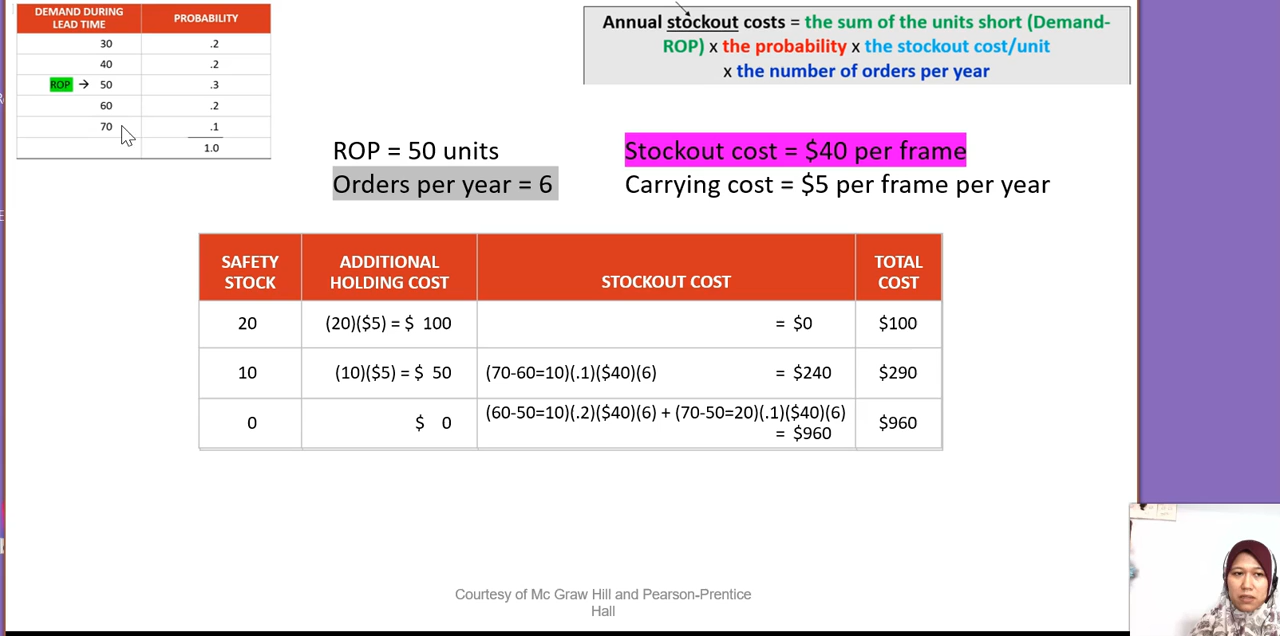 DEMAND DURING LEAD TIME PROBABILITY
30 .2
40 .2
ROP → 50 .3
60 .2
70 .1
1.0
Annual stockout costs = the sum of the units short (Demand-
ROP) x the probability x the stockout cost/unit
x the number of orders per year
ROP = 50 units
Orders per year = 6
Stockout cost = $40 per frame
Carrying cost = $5 per frame per year
SAFETY STOCK ADDITIONAL HOLDING COST STOCKOUT COST TOTAL COST
20 (20)($5) = $ 100 = $0 $100
10 (10)($5) = $ 50 (70-60=10)(.1)($40)(6) = $240 $290
0 $ 0 (60-50=10)(.2)($40)(6) + (70-50=20)(.1)($40)(6) = $960 $960
Courtesy of Mc Graw Hill and Pearson-Prentice
Hall